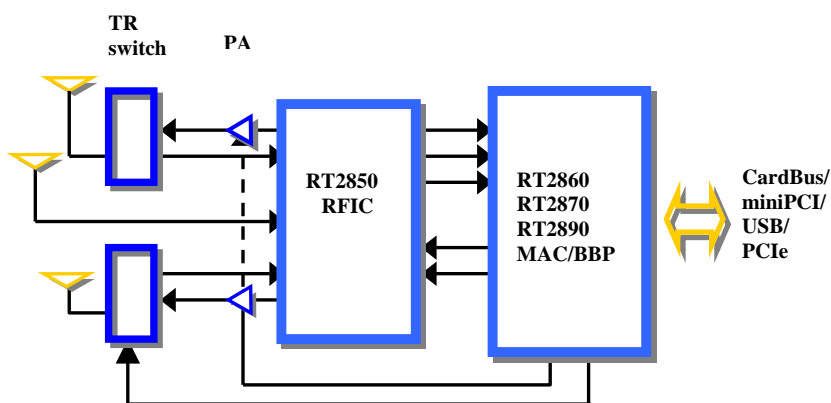 TR
switch
PA
RT2850
RFIC
RT2860
RT2870
RT2890
MAC/BBP
CardBus/
miniPCI/
USB/
PCIe